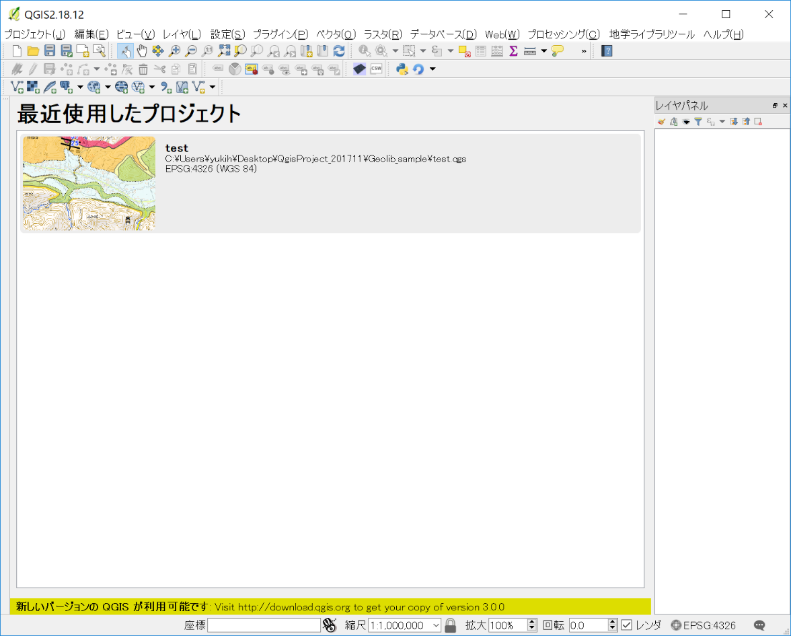 QGIS2.18.12
プロジェクト(J) 編集(E) ビュー(V) レイヤ(L) 設定(S) プラグイン(P) ベクタ(O) ラスタ(R) データベース(D) Web(W) プロセッシング(C) 地学ライブラリツール ヘルプ(H)
最近使用したプロジェクト
test
C:¥Users¥yukih¥Desktop¥QgisProject_201711¥Geolib_sample¥test.qgs
EPSG:4326 (WGS 84)
レイヤパネル
新しいバージョンの QGIS が利用可能です: Visit http://download.qgis.org to get your copy of version 3.0.0
座標 縮尺 1:1,000,000 拡大 100% 回転 0.0 レンダ EPSG:4326